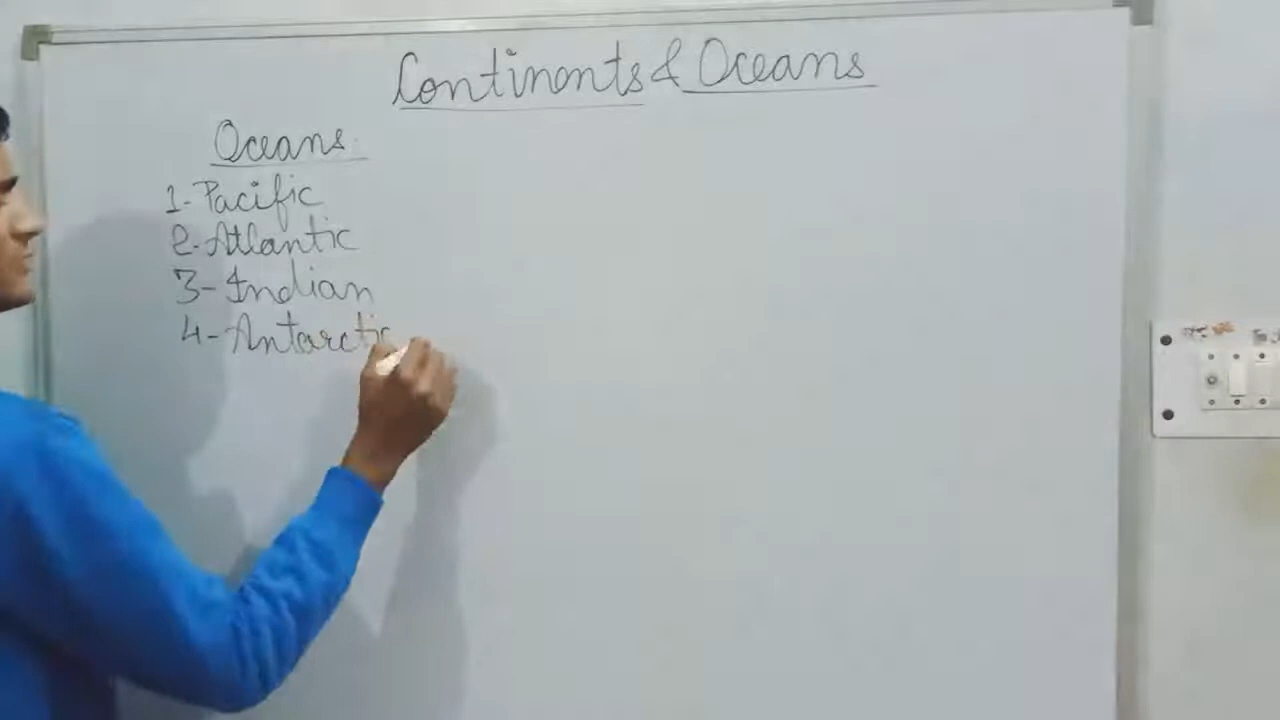 Continents & Oceans
Oceans
1-Pacific
2-Atlantic
3-Indian
4-Antarctic